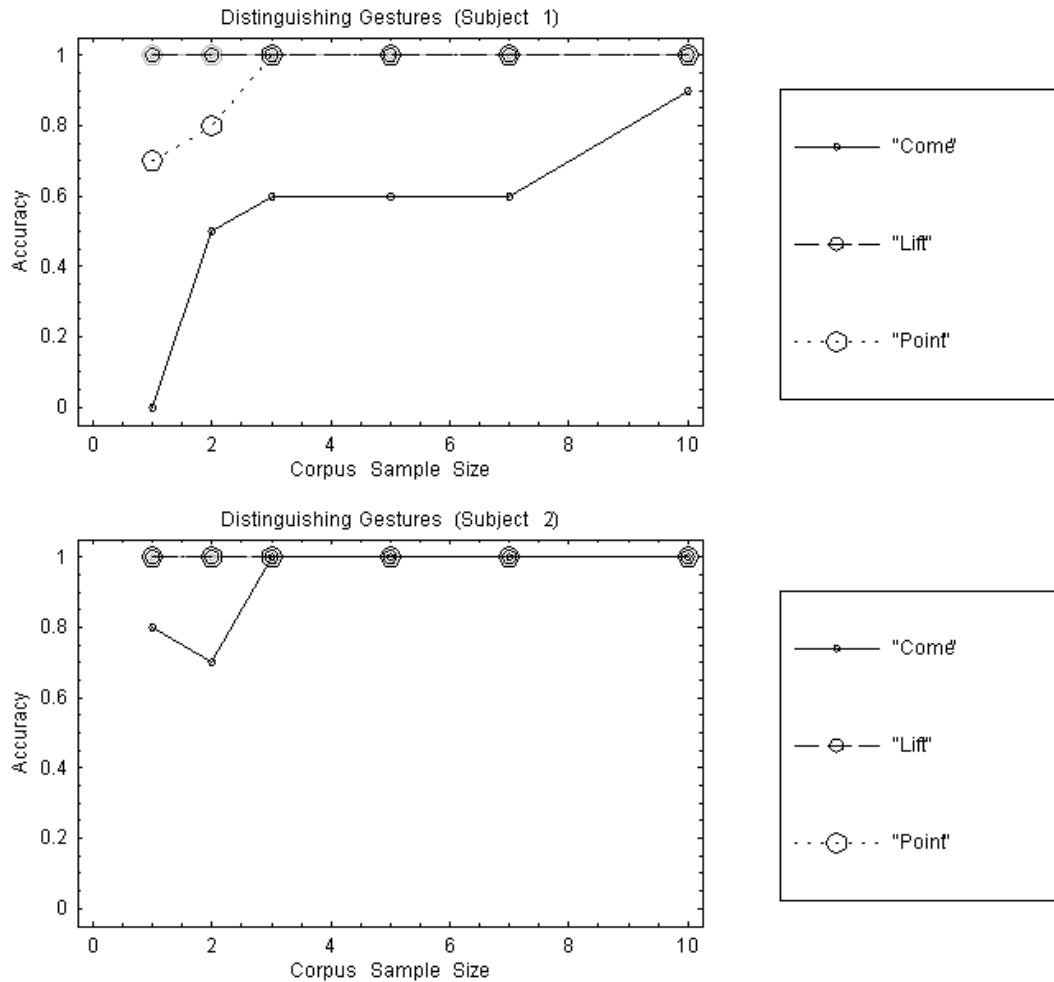 Distinguishing Gestures (Subject 1)
1
0.8
0.6
0.4
0.2
0
Accuracy
0 2 4 6 8 10
Corpus Sample Size
"Come"
"Lift"
"Point"
Distinguishing Gestures (Subject 2)
1
0.8
0.6
0.4
0.2
0
Accuracy
0 2 4 6 8 10
Corpus Sample Size
"Come"
"Lift"
"Point"